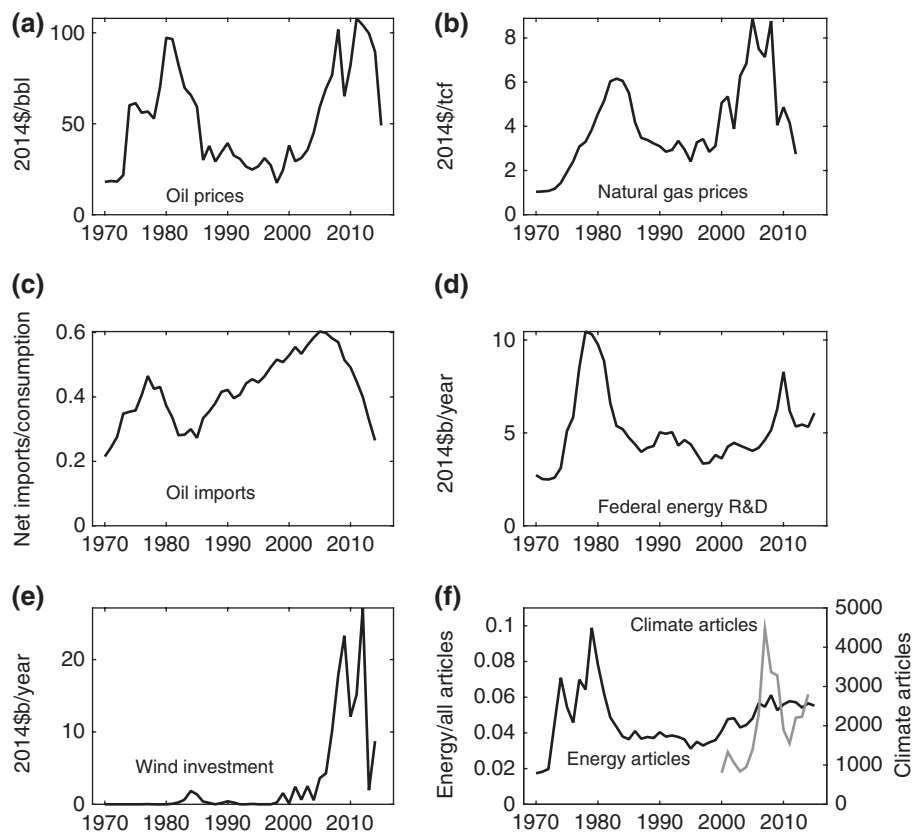 (a)
100
50
0
2014$/bbl
Oil prices
1970 1980 1990 2000 2010
(b)
8
6
4
2
0
2014$/tcf
Natural gas prices
1970 1980 1990 2000 2010
(c)
0.6
0.4
0.2
0
Net imports/consumption
Oil imports
1970 1980 1990 2000 2010
(d)
10
5
0
2014$b/year
Federal energy R&D
1970 1980 1990 2000 2010
(e)
20
10
0
2014$b/year
Wind investment
1970 1980 1990 2000 2010
(f)
0.1
0.08
0.06
0.04
0.02
0
Energy/all articles
Climate articles
Energy articles
5000
4000
3000
2000
1000
0
Climate articles
1970 1980 1990 2000 2010